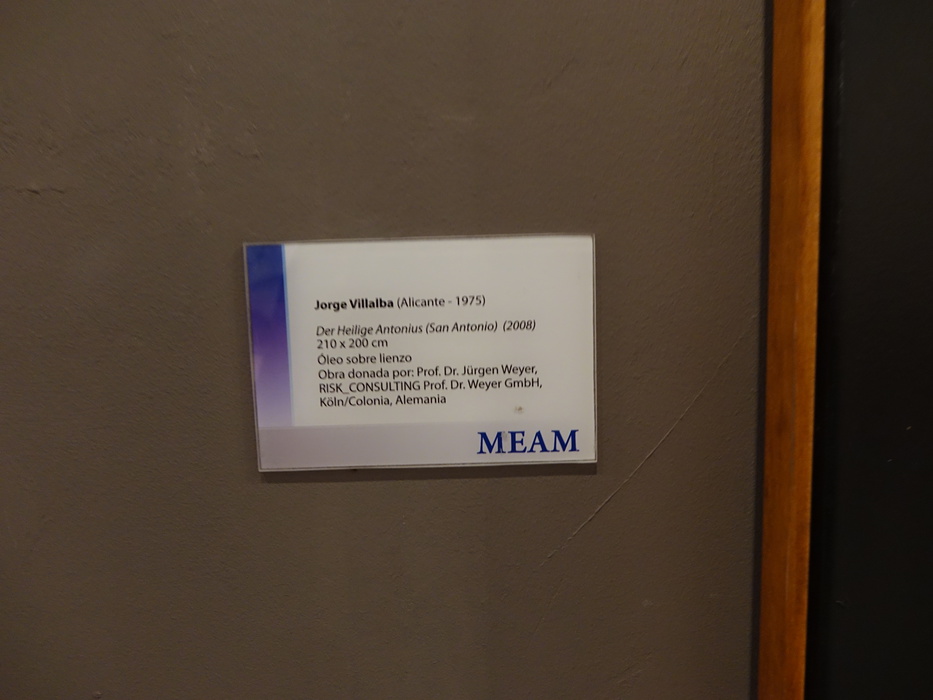 Jorge Villalba (Alicante - 1975)
Der Heilige Antonius (San Antonio) (2008)
210 x 200 cm
Óleo sobre lienzo
Obra donada por: Prof. Dr. Jürgen Weyer,
RISK_CONSULTING Prof. Dr. Weyer GmbH,
Köln/Colonia, Alemania
MEAM